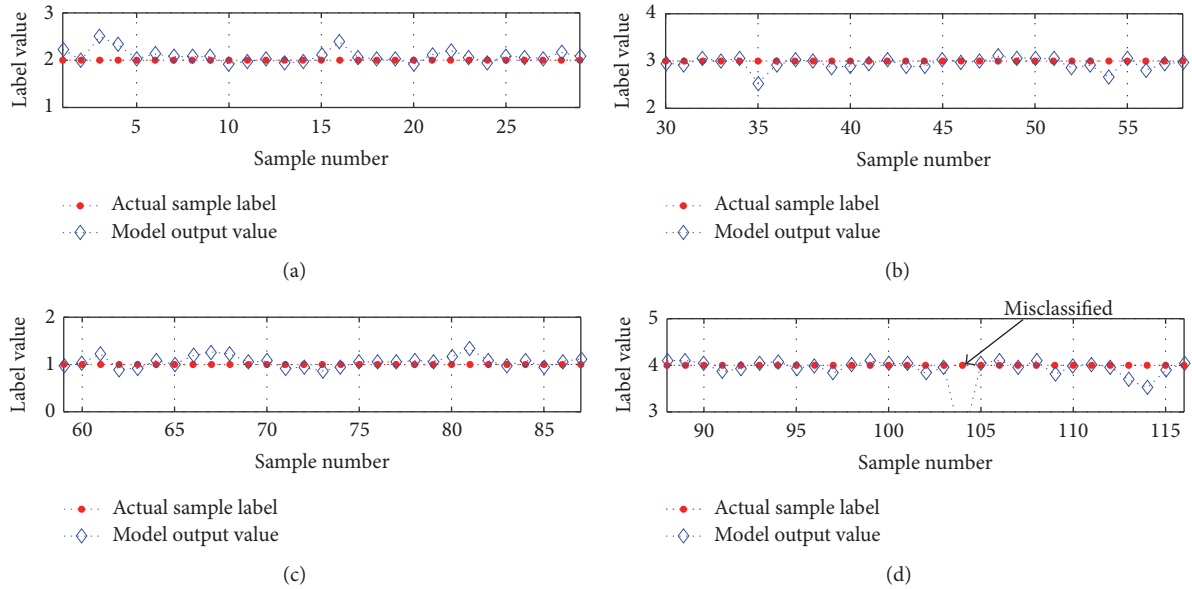 3
2
1
Label value
5
10
15
20
25
Sample number
Actual sample label
Model output value
(a)
4
3
2
Label value
30
35
40
45
50
55
Sample number
Actual sample label
Model output value
(b)
2
1
0
Label value
60
65
70
75
80
85
Sample number
Actual sample label
Model output value
(c)
Misclassified
5
4
3
Label value
90
95
100
105
110
115
Sample number
Actual sample label
Model output value
(d)